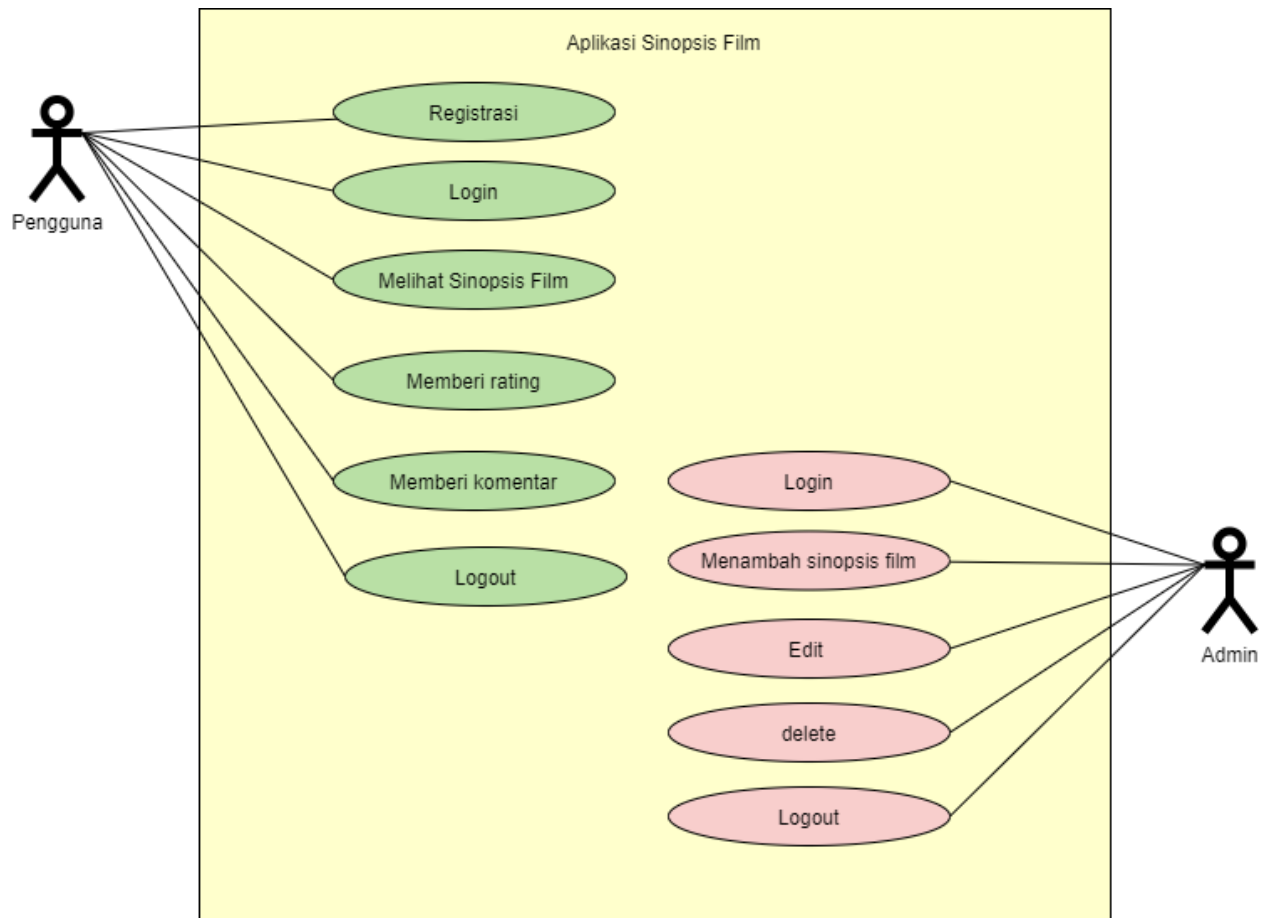 Aplikasi Sinopsis Film
Pengguna
Registrasi
Login
Melihat Sinopsis Film
Memberi rating
Memberi komentar
Logout
Login
Menambah sinopsis film
Edit
delete
Logout
Admin